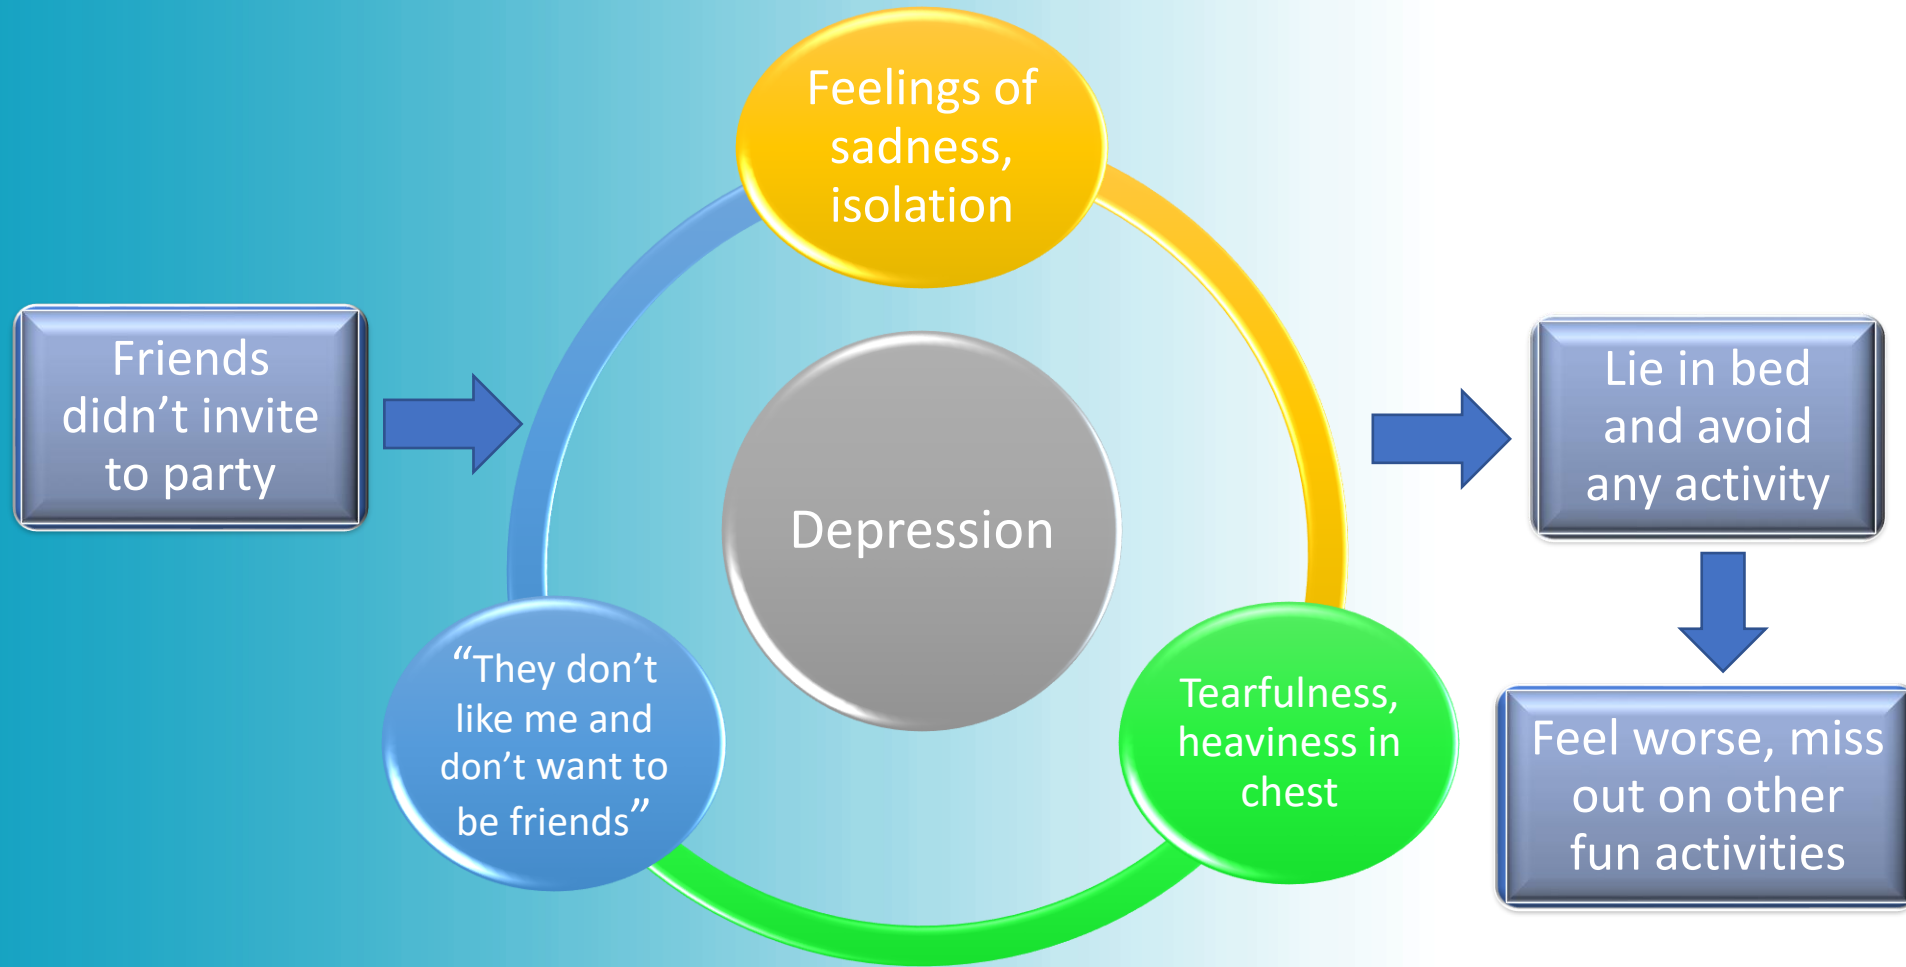 Feelings of
sadness,
isolation
Friends
didn’t invite
to party
Depression
“They don’t
like me and
don’t want to
be friends”
Tearfulness,
heaviness in
chest
Lie in bed
and avoid
any activity
Feel worse, miss
out on other
fun activities